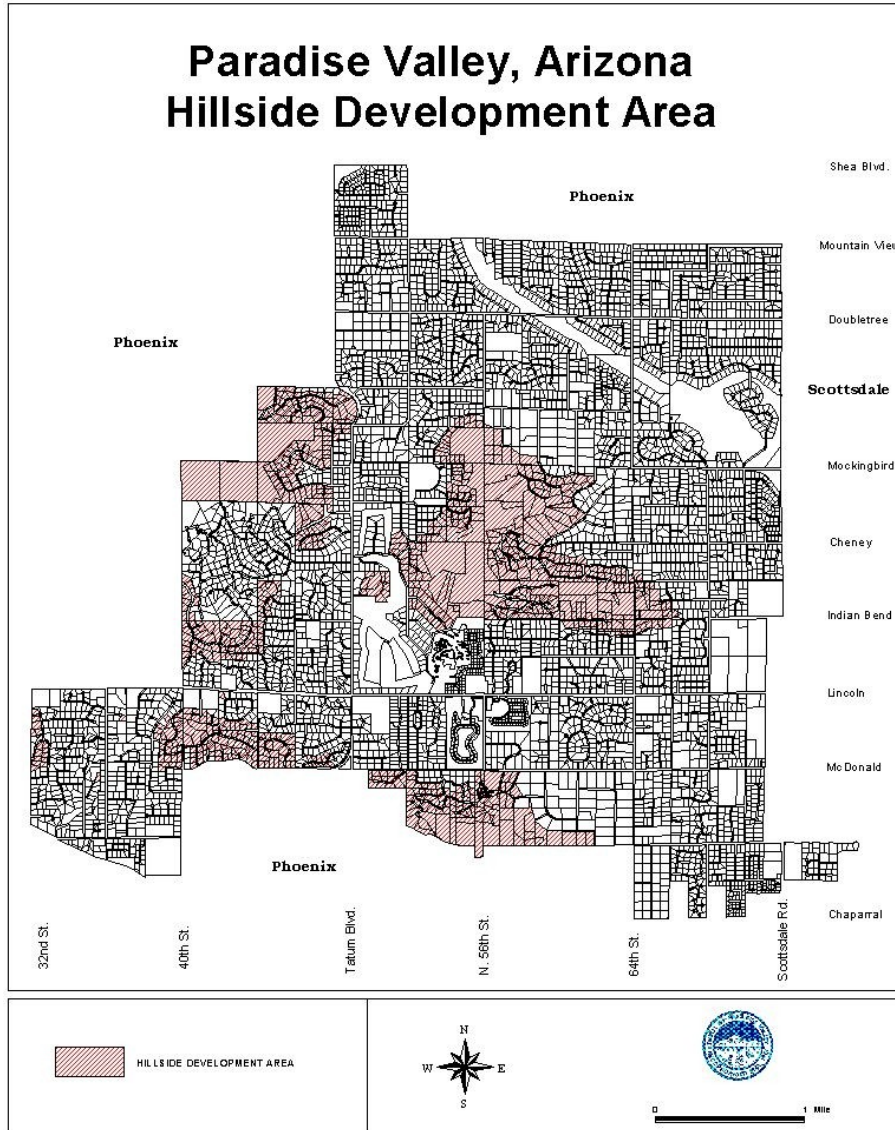 Paradise Valley, Arizona
Hillside Development Area
Shea Blvd.
Phoenix
Mountain View
Doubletree
Phoenix
Scottsdale
Mockingbird
Cheney
Indian Bend
Lincoln
McDonald
Phoenix
Chaparral
32nd St.
40th St.
Tatum Blvd.
N. 56th St.
64th St.
Scottsdale Rd.
HILLSIDE DEVELOPMENT AREA
N
W E
S
0 1 Mile